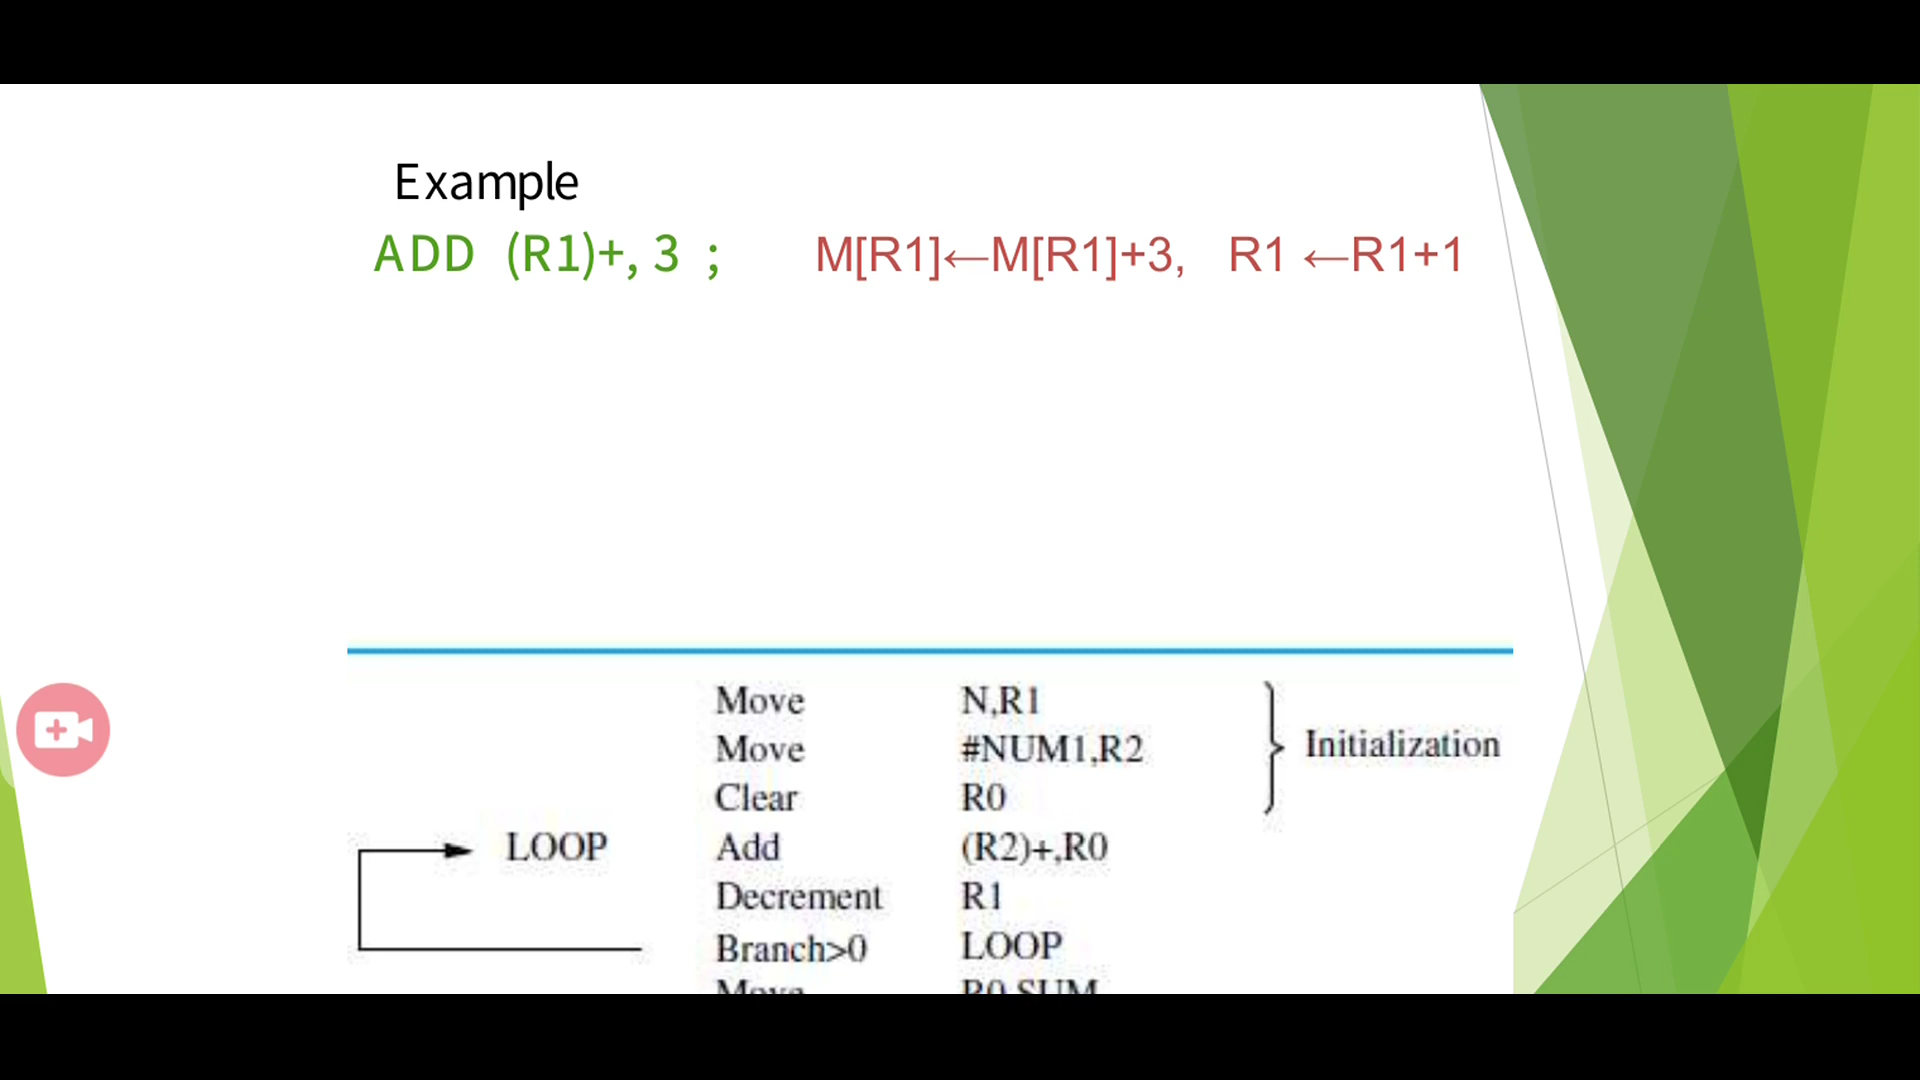 Example
ADD (R1)+, 3 ; M[R1]←M[R1]+3, R1 ←R1+1
Move N,R1
Move #NUM1,R2
Initialization
Clear R0
LOOP Add (R2)+,R0
Decrement R1
Branch>0 LOOP
Move R0,SUM